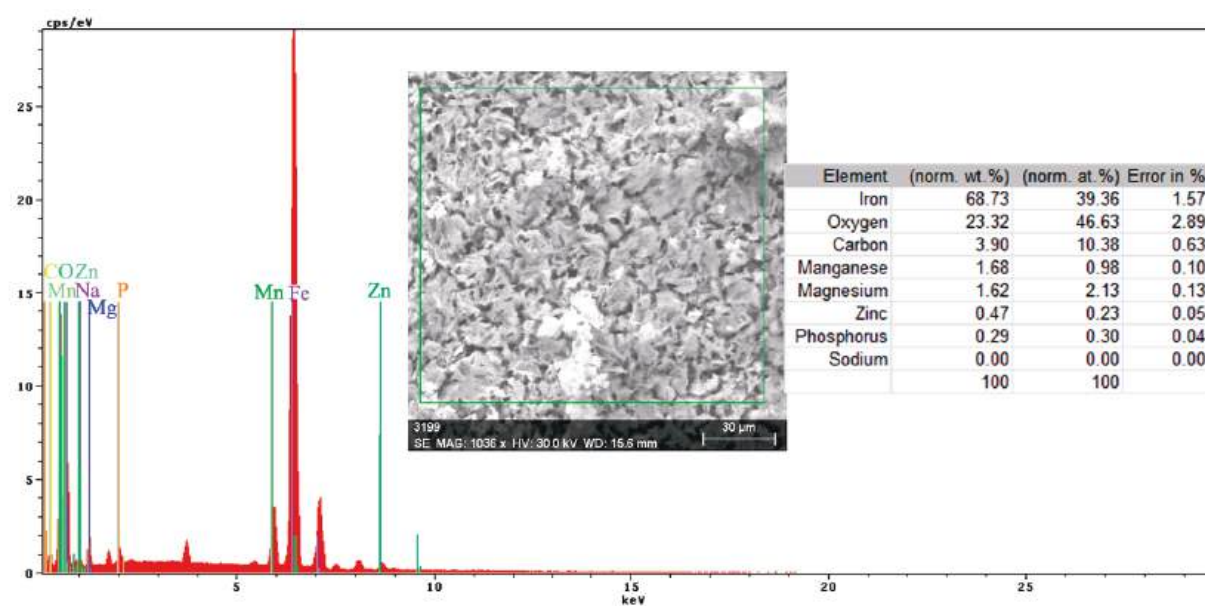 cps/eV
25
20
15
10
5
0
C O Zn
Mn Na P
Mg
Mn Fe Zn
5 10 15 20 25
keV
3199 30 µm
SE MAG: 1036 x HV: 30.0 kV WD: 15.6 mm
Element (norm. wt.%) (norm. at.%) Error in %
Iron 68.73 39.36 1.57
Oxygen 23.32 46.63 2.89
Carbon 3.90 10.38 0.63
Manganese 1.68 0.98 0.10
Magnesium 1.62 2.13 0.13
Zinc 0.47 0.23 0.05
Phosphorus 0.29 0.30 0.04
Sodium 0.00 0.00 0.00
100 100